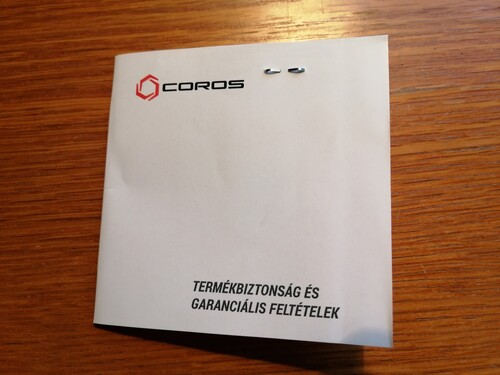 COROS
TERMÉKBIZTONSÁG ÉS
GARANCIÁLIS FELTÉTELEK